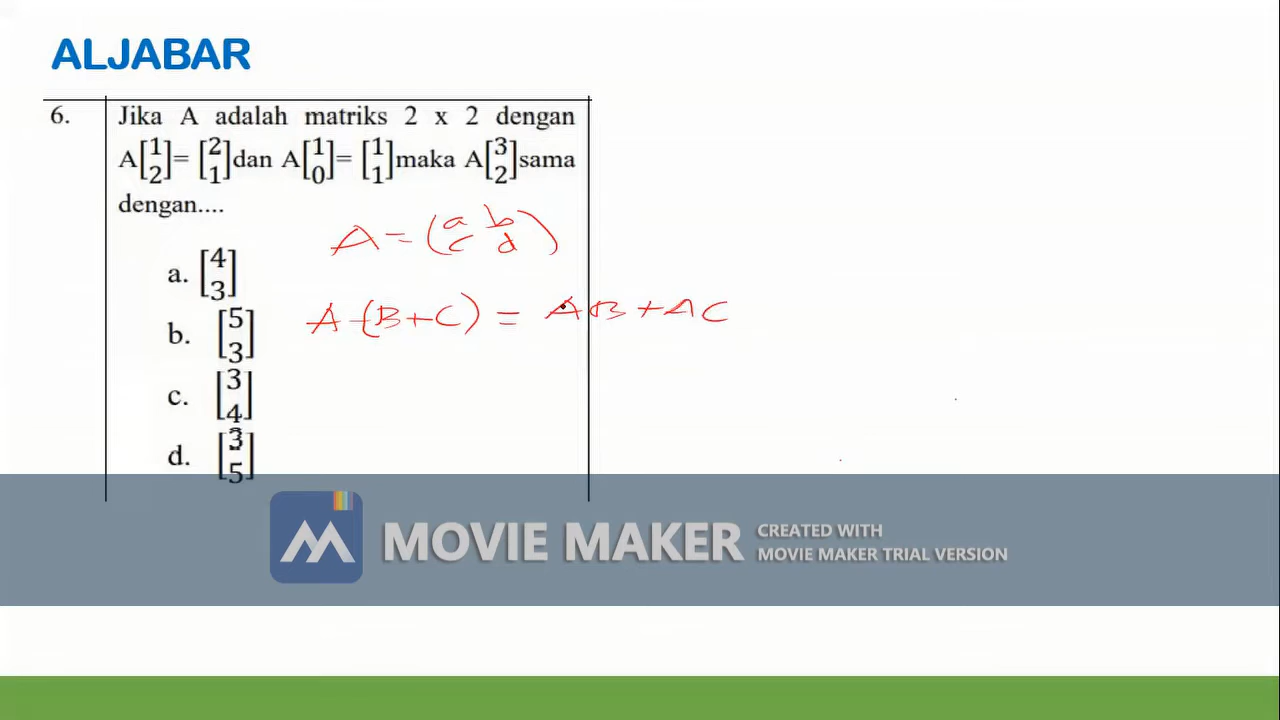 ALJABAR
6. Jika A adalah matriks 2 x 2 dengan
A[1 2]= [2 1]dan A[1 0]= [1 1]maka A[3 2]sama
dengan....
A = (a b c d)
a. [4 3]
A (B+C) = AB + AC
b. [5 3]
c. [3 4]
d. [3 5]
MOVIE MAKER
CREATED WITH
MOVIE MAKER TRIAL VERSION